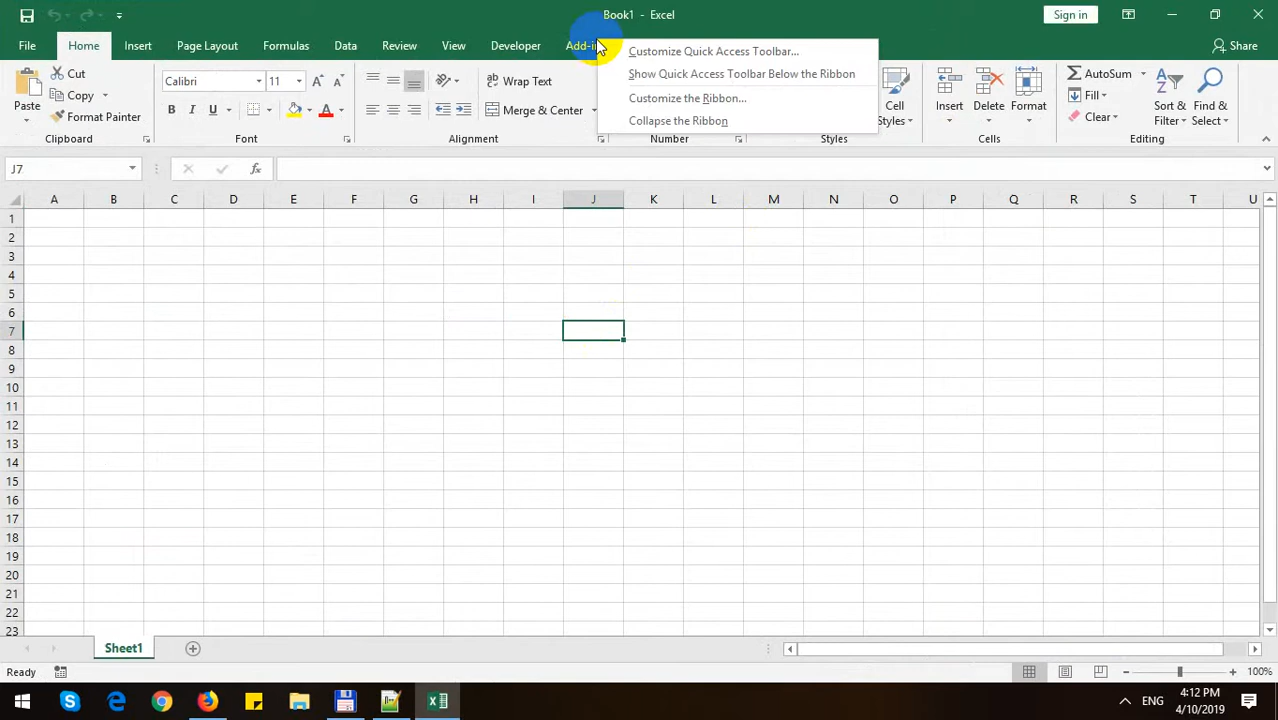 Book1 - Excel
Sign in
File Home Insert Page Layout Formulas Data Review View Developer Share
Customize Quick Access Toolbar...
Show Quick Access Toolbar Below the Ribbon
Customize the Ribbon...
Collapse the Ribbon
Paste
Cut
Copy
Format Painter
Clipboard
Calibri 11
B I U
Font
Wrap Text
Merge & Center
Alignment
Number
Cell Styles
Styles
Insert Delete Format
Cells
AutoSum
Fill
Clear
Sort & Filter
Find & Select
Editing
J7
fx
A B C D E F G H I J K L M N O P Q R S T U
1
2
3
4
5
6
7
8
9
10
11
12
13
14
15
16
17
18
19
20
21
22
23
Sheet1
Ready
100%
ENG
4:12 PM
4/10/2019